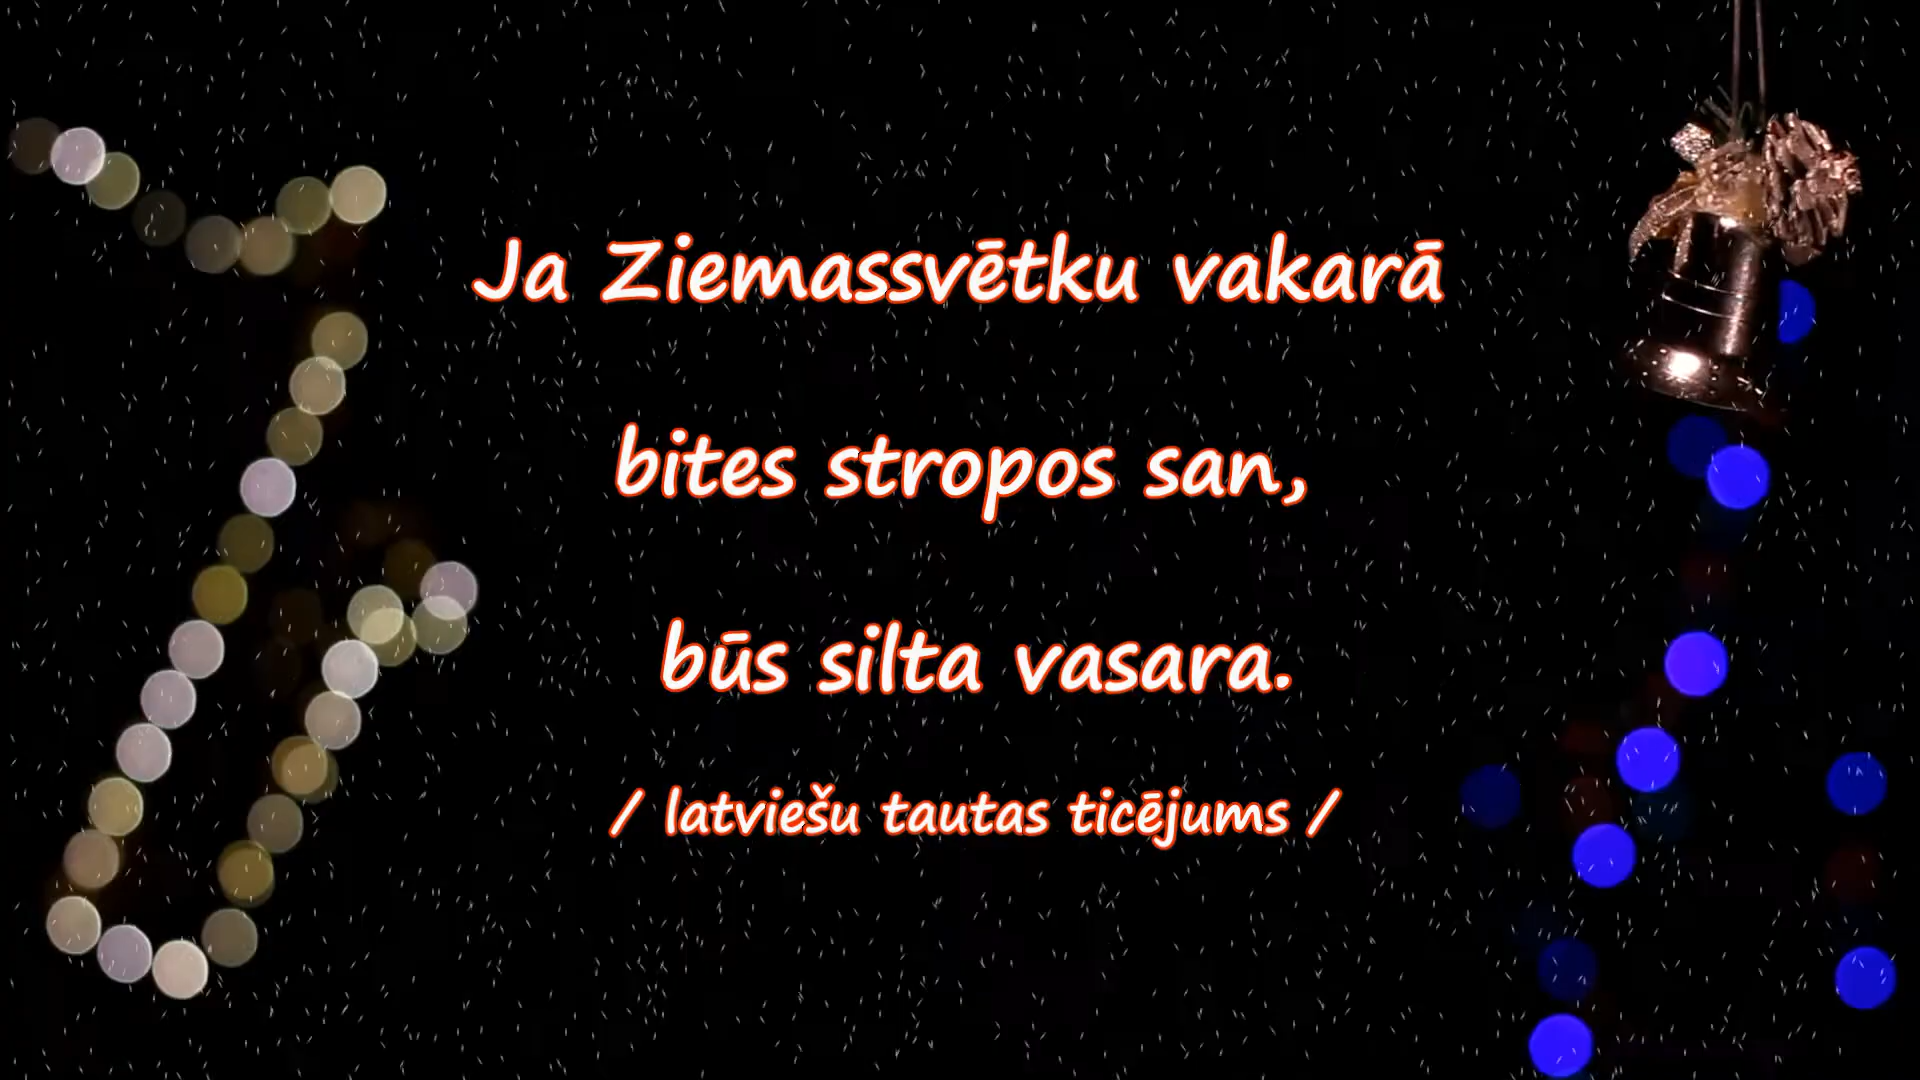 Ja Ziemassvētku vakarā
bites stropos san,
būs silta vasara.
/ latviešu tautas ticējums /